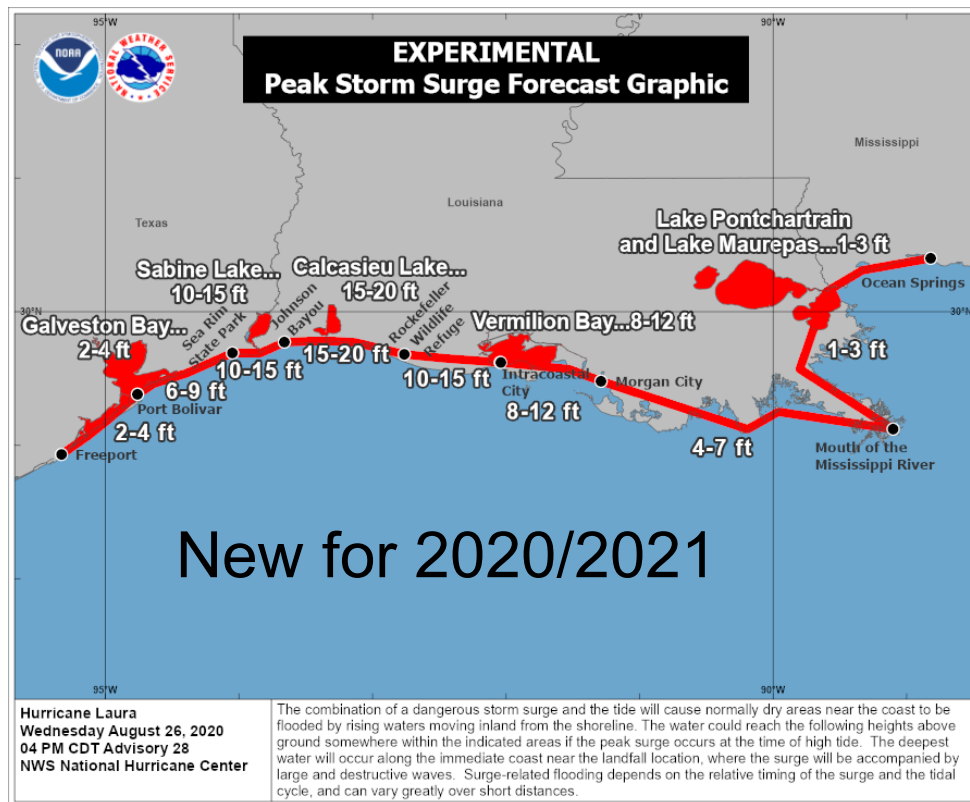 95°W
90°W
NOAA
NATIONAL WEATHER SERVICE
EXPERIMENTAL
Peak Storm Surge Forecast Graphic
Mississippi
Louisiana
Texas
Lake Pontchartrain
and Lake Maurepas...1-3 ft
Sabine Lake...
10-15 ft
Calcasieu Lake...
15-20 ft
Ocean Springs
30°N
30°N
Galveston Bay...
2-4 ft
Sea Rim
State Park
Johnson
Bayou
Rockefeller
Wildlife
Refuge
Vermilion Bay...8-12 ft
1-3 ft
15-20 ft
10-15 ft
10-15 ft
Intracoastal
City
Morgan City
6-9 ft
Port Bolivar
8-12 ft
2-4 ft
4-7 ft
Mouth of the
Mississippi River
Freeport
New for 2020/2021
95°W
90°W
Hurricane Laura
Wednesday August 26, 2020
04 PM CDT Advisory 28
NWS National Hurricane Center
The combination of a dangerous storm surge and the tide will cause normally dry areas near the coast to be
flooded by rising waters moving inland from the shoreline. The water could reach the following heights above
ground somewhere within the indicated areas if the peak surge occurs at the time of high tide. The deepest
water will occur along the immediate coast near the landfall location, where the surge will be accompanied by
large and destructive waves. Surge-related flooding depends on the relative timing of the surge and the tidal
cycle, and can vary greatly over short distances.